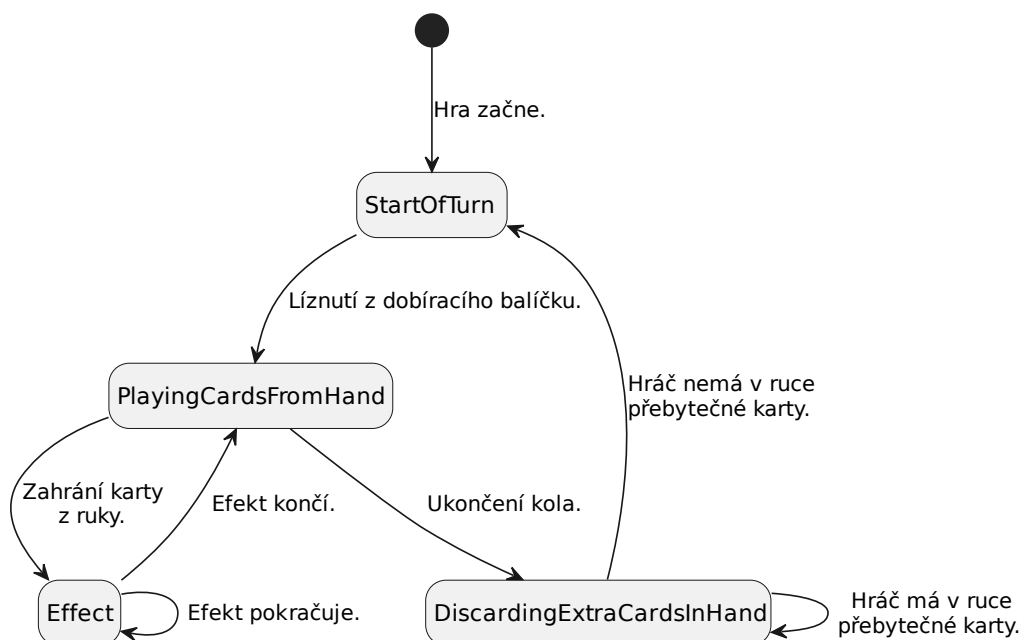 Hra začne.
StartOfTurn
Líznutí z dobíracího balíčku.
Hráč nemá v ruce
přebytečné karty.
PlayingCardsFromHand
Zahrání karty
z ruky.
Efekt končí.
Ukončení kola.
Effect
Efekt pokračuje.
DiscardingExtraCardsInHand
Hráč má v ruce
přebytečné karty.